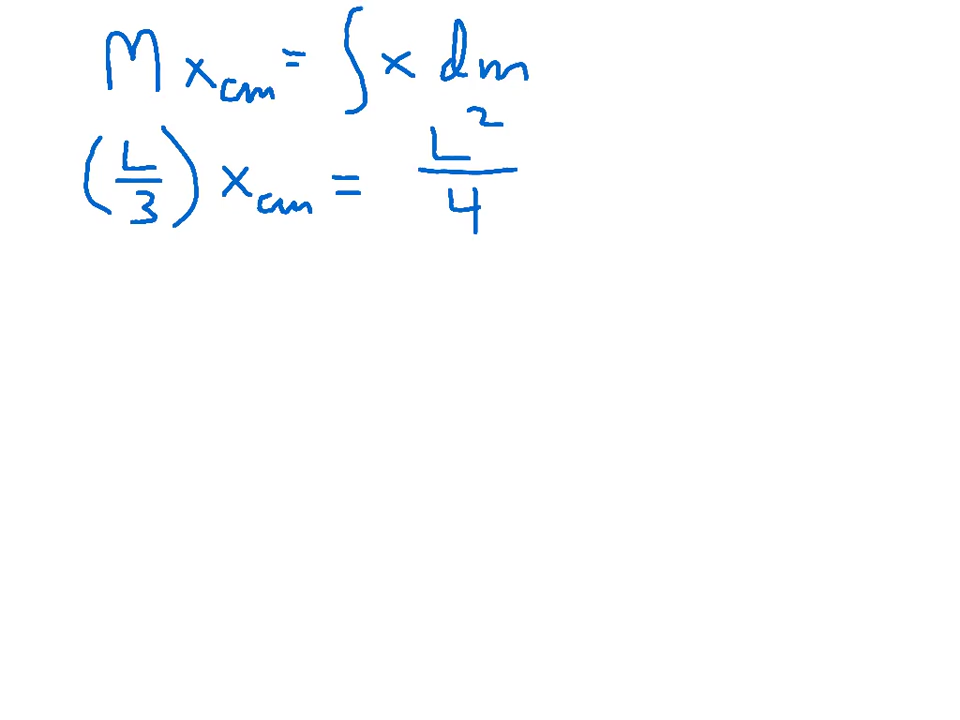 M x_cm = ∫ x dm
(L/3) x_cm = L²/4